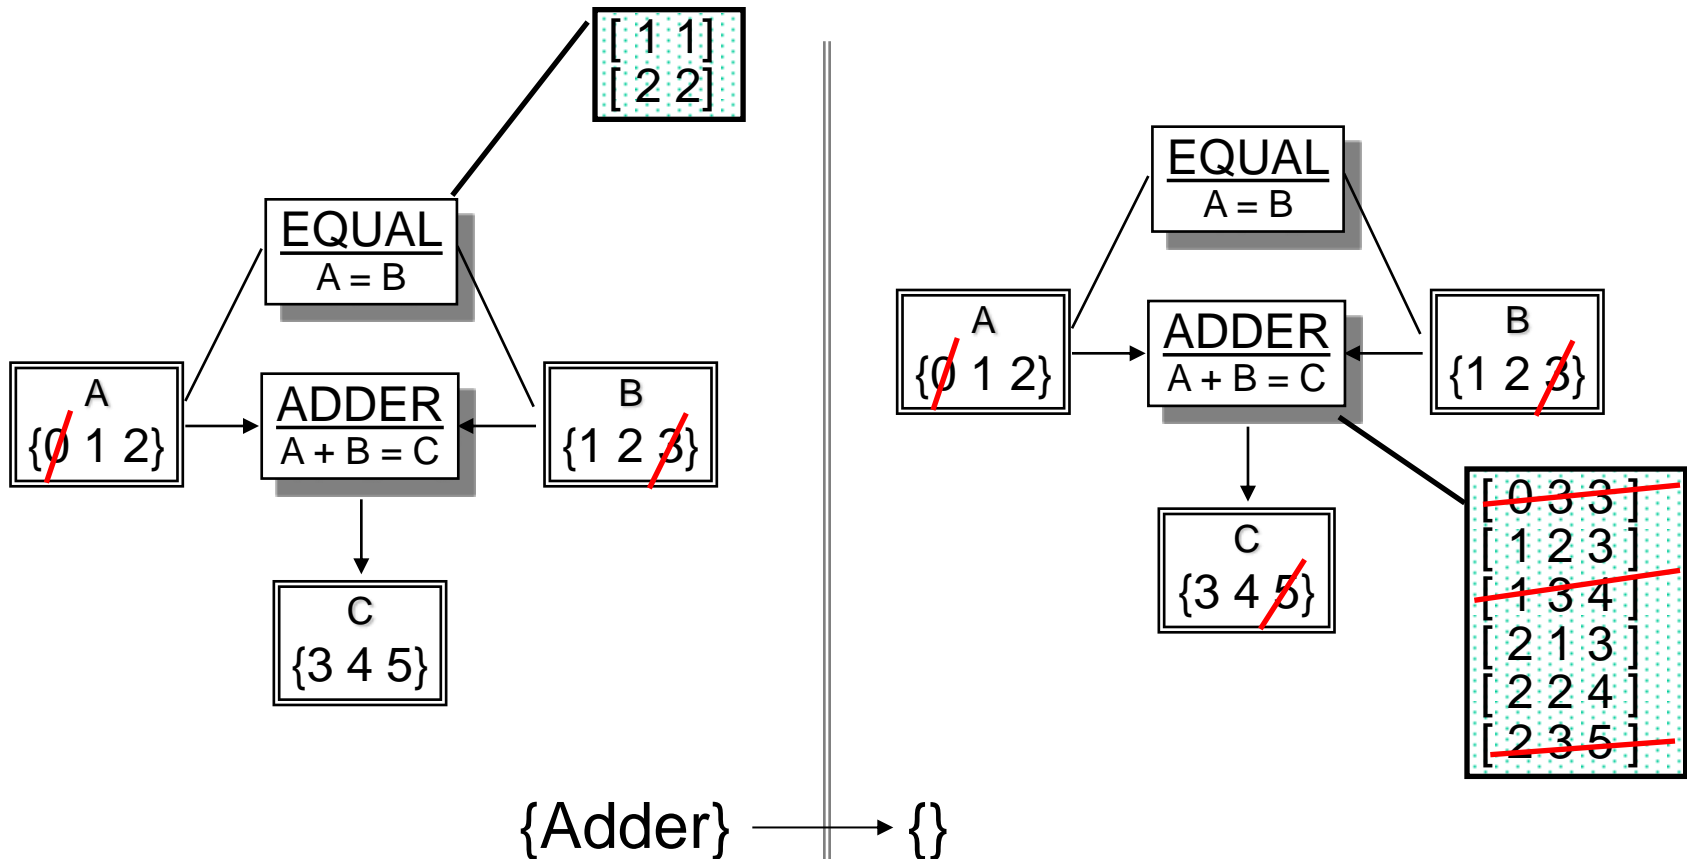 [ 1 1]
[ 2 2]
EQUAL
A = B
A
{0 1 2}
ADDER
A + B = C
B
{1 2 3}
C
{3 4 5}
EQUAL
A = B
A
{0 1 2}
ADDER
A + B = C
B
{1 2 3}
C
{3 4 5}
[ 0 3 3 ]
[ 1 2 3 ]
[ 1 3 4 ]
[ 2 1 3 ]
[ 2 2 4 ]
[ 2 3 5 ]
{Adder}
{}